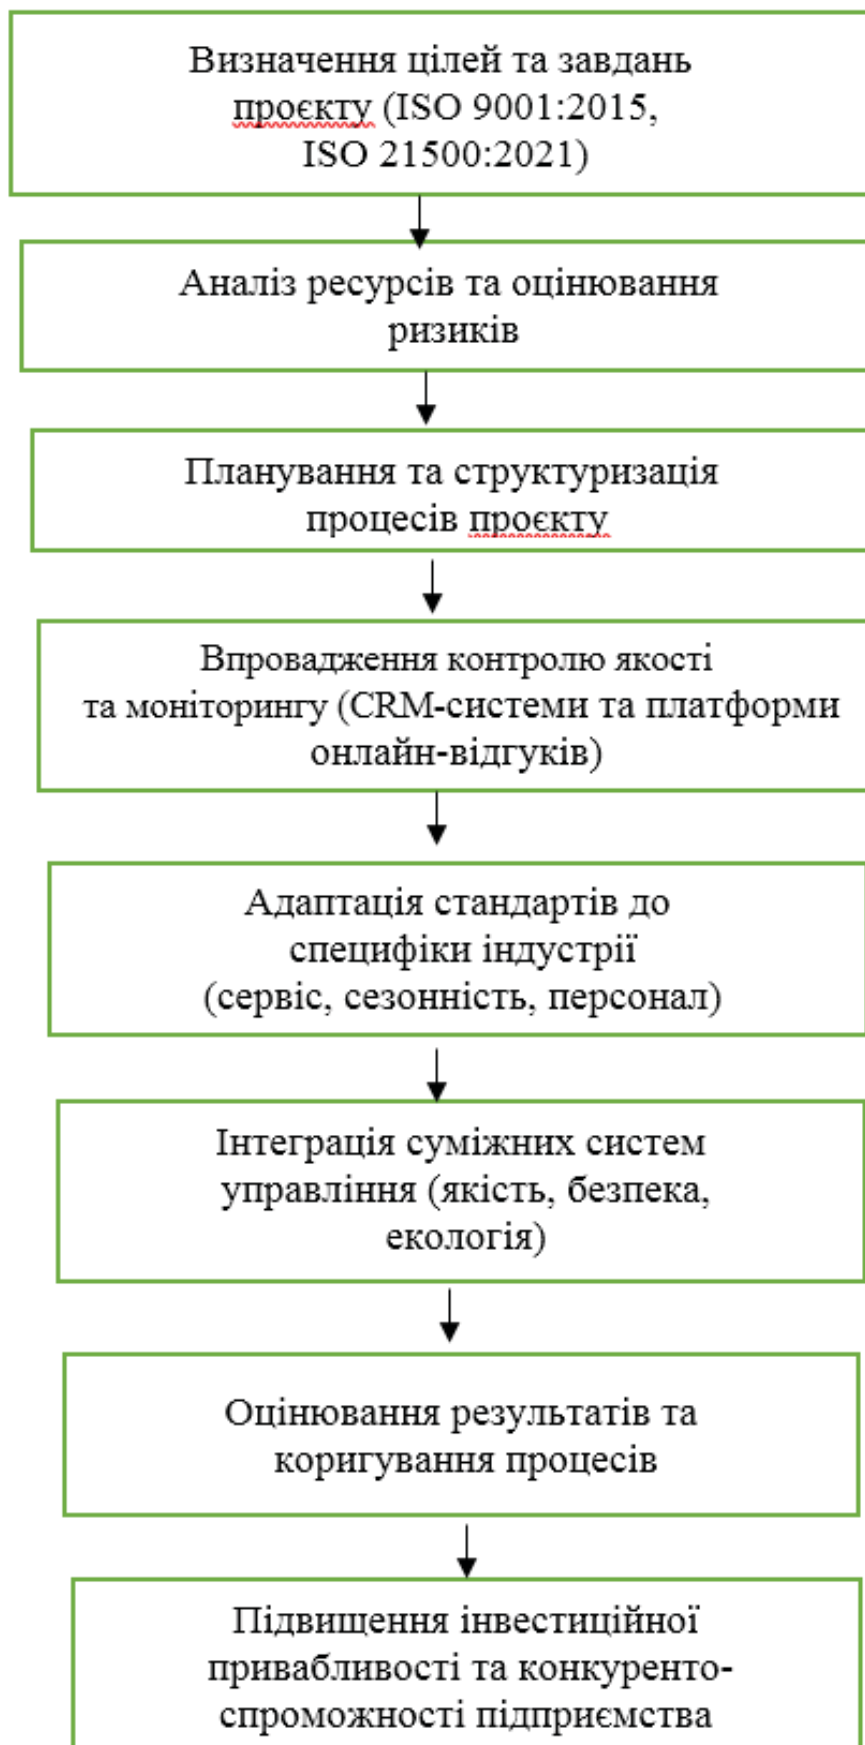 Визначення цілей та завдань
проєкту (ISO 9001:2015,
ISO 21500:2021)
Аналіз ресурсів та оцінювання
ризиків
Планування та структуризація
процесів проєкту
Впровадження контролю якості
та моніторингу (CRM-системи та платформи
онлайн-відгуків)
Адаптація стандартів до
специфіки індустрії
(сервіс, сезонність, персонал)
Інтеграція суміжних систем
управління (якість, безпека,
екологія)
Оцінювання результатів та
коригування процесів
Підвищення інвестиційної
привабливості та конкуренто-
спроможності підприємства